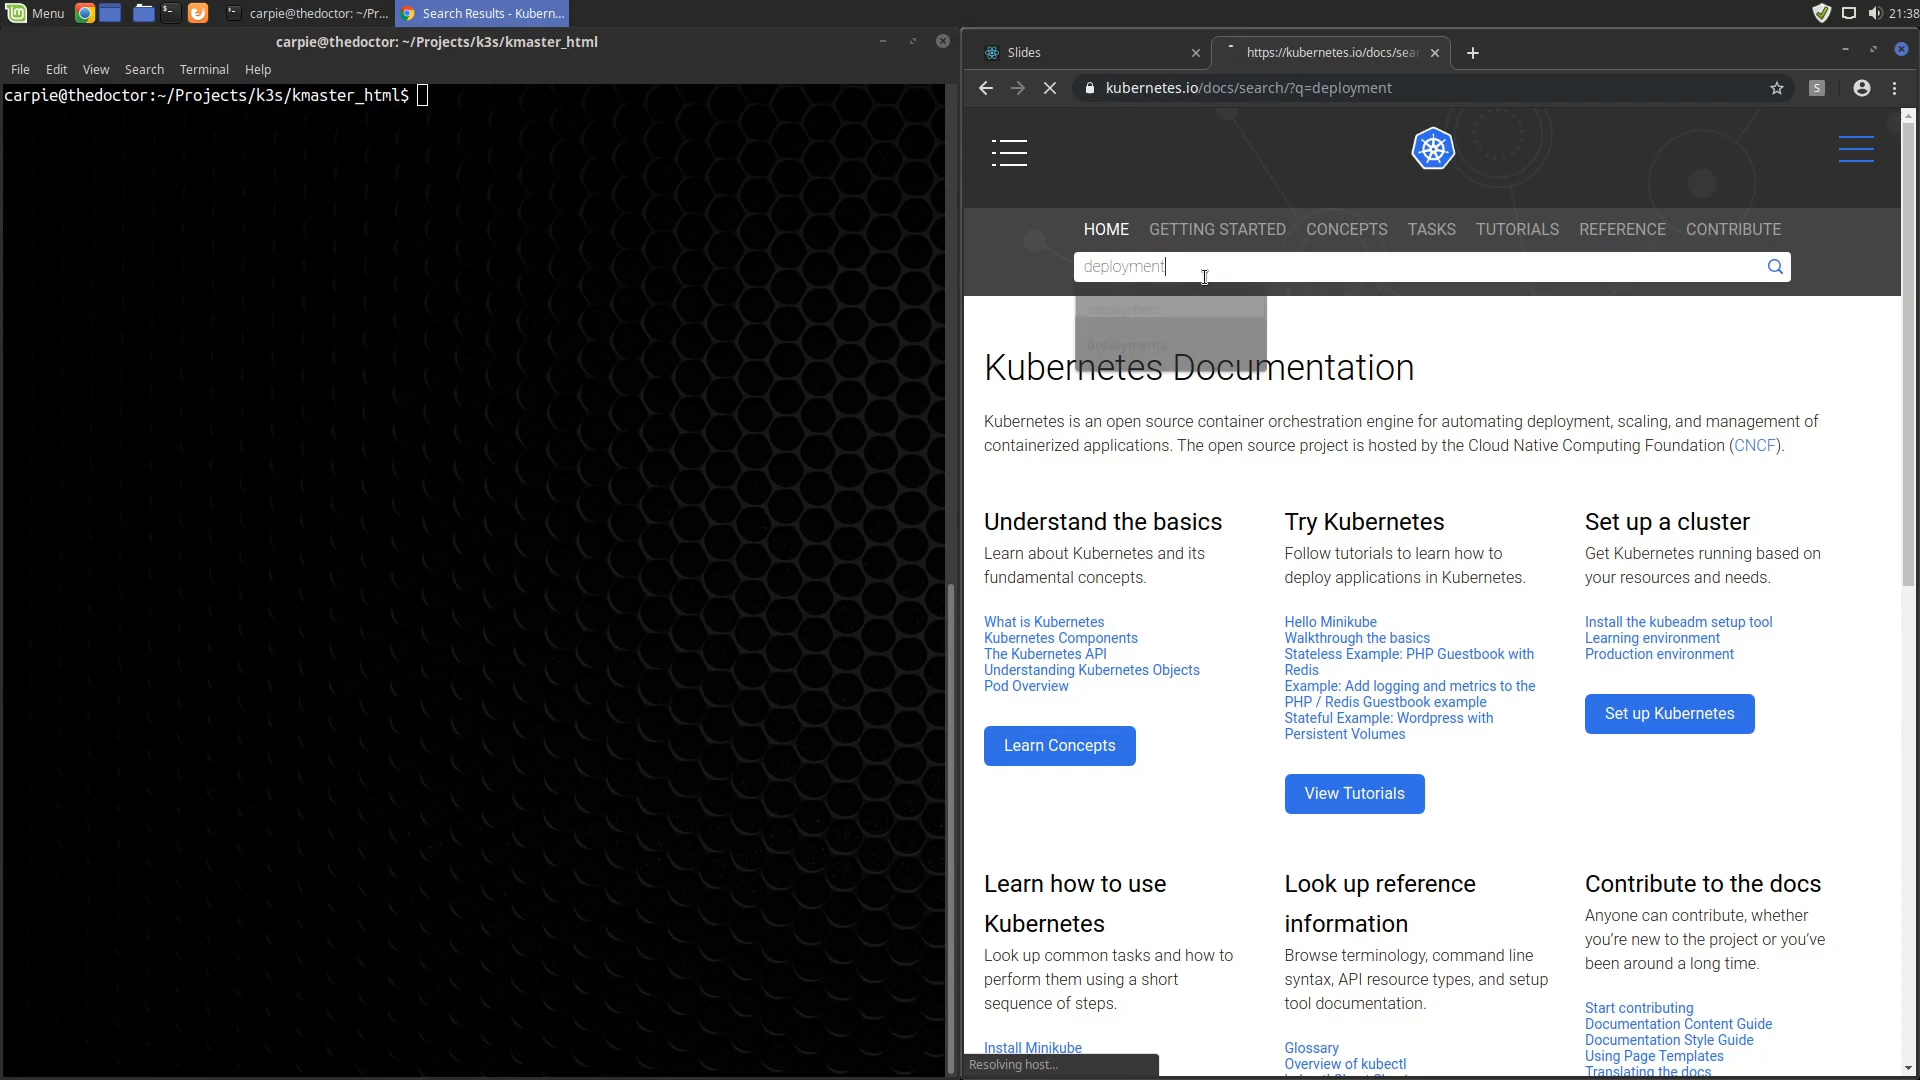 Menu
carpie@thedoctor: ~/Pr...
Search Results - Kubern...
21:38
carpie@thedoctor: ~/Projects/k3s/kmaster_html
File Edit View Search Terminal Help
carpie@thedoctor:~/Projects/k3s/kmaster_html$
Slides
https://kubernetes.io/docs/sear
kubernetes.io/docs/search/?q=deployment
S
HOME GETTING STARTED CONCEPTS TASKS TUTORIALS REFERENCE CONTRIBUTE
deployment
deployment
deployments
Kubernetes Documentation
Kubernetes is an open source container orchestration engine for automating deployment, scaling, and management of
containerized applications. The open source project is hosted by the Cloud Native Computing Foundation (CNCF).
Understand the basics
Learn about Kubernetes and its
fundamental concepts.
What is Kubernetes
Kubernetes Components
The Kubernetes API
Understanding Kubernetes Objects
Pod Overview
Learn Concepts
Try Kubernetes
Follow tutorials to learn how to
deploy applications in Kubernetes.
Hello Minikube
Walkthrough the basics
Stateless Example: PHP Guestbook with
Redis
Example: Add logging and metrics to the
PHP / Redis Guestbook example
Stateful Example: Wordpress with
Persistent Volumes
View Tutorials
Set up a cluster
Get Kubernetes running based on
your resources and needs.
Install the kubeadm setup tool
Learning environment
Production environment
Set up Kubernetes
Learn how to use
Kubernetes
Look up common tasks and how to
perform them using a short
sequence of steps.
Install Minikube
Look up reference
information
Browse terminology, command line
syntax, API resource types, and setup
tool documentation.
Glossary
Overview of kubectl
Contribute to the docs
Anyone can contribute, whether
you're new to the project or you've
been around a long time.
Start contributing
Documentation Content Guide
Documentation Style Guide
Using Page Templates
Translating the docs
Resolving host...